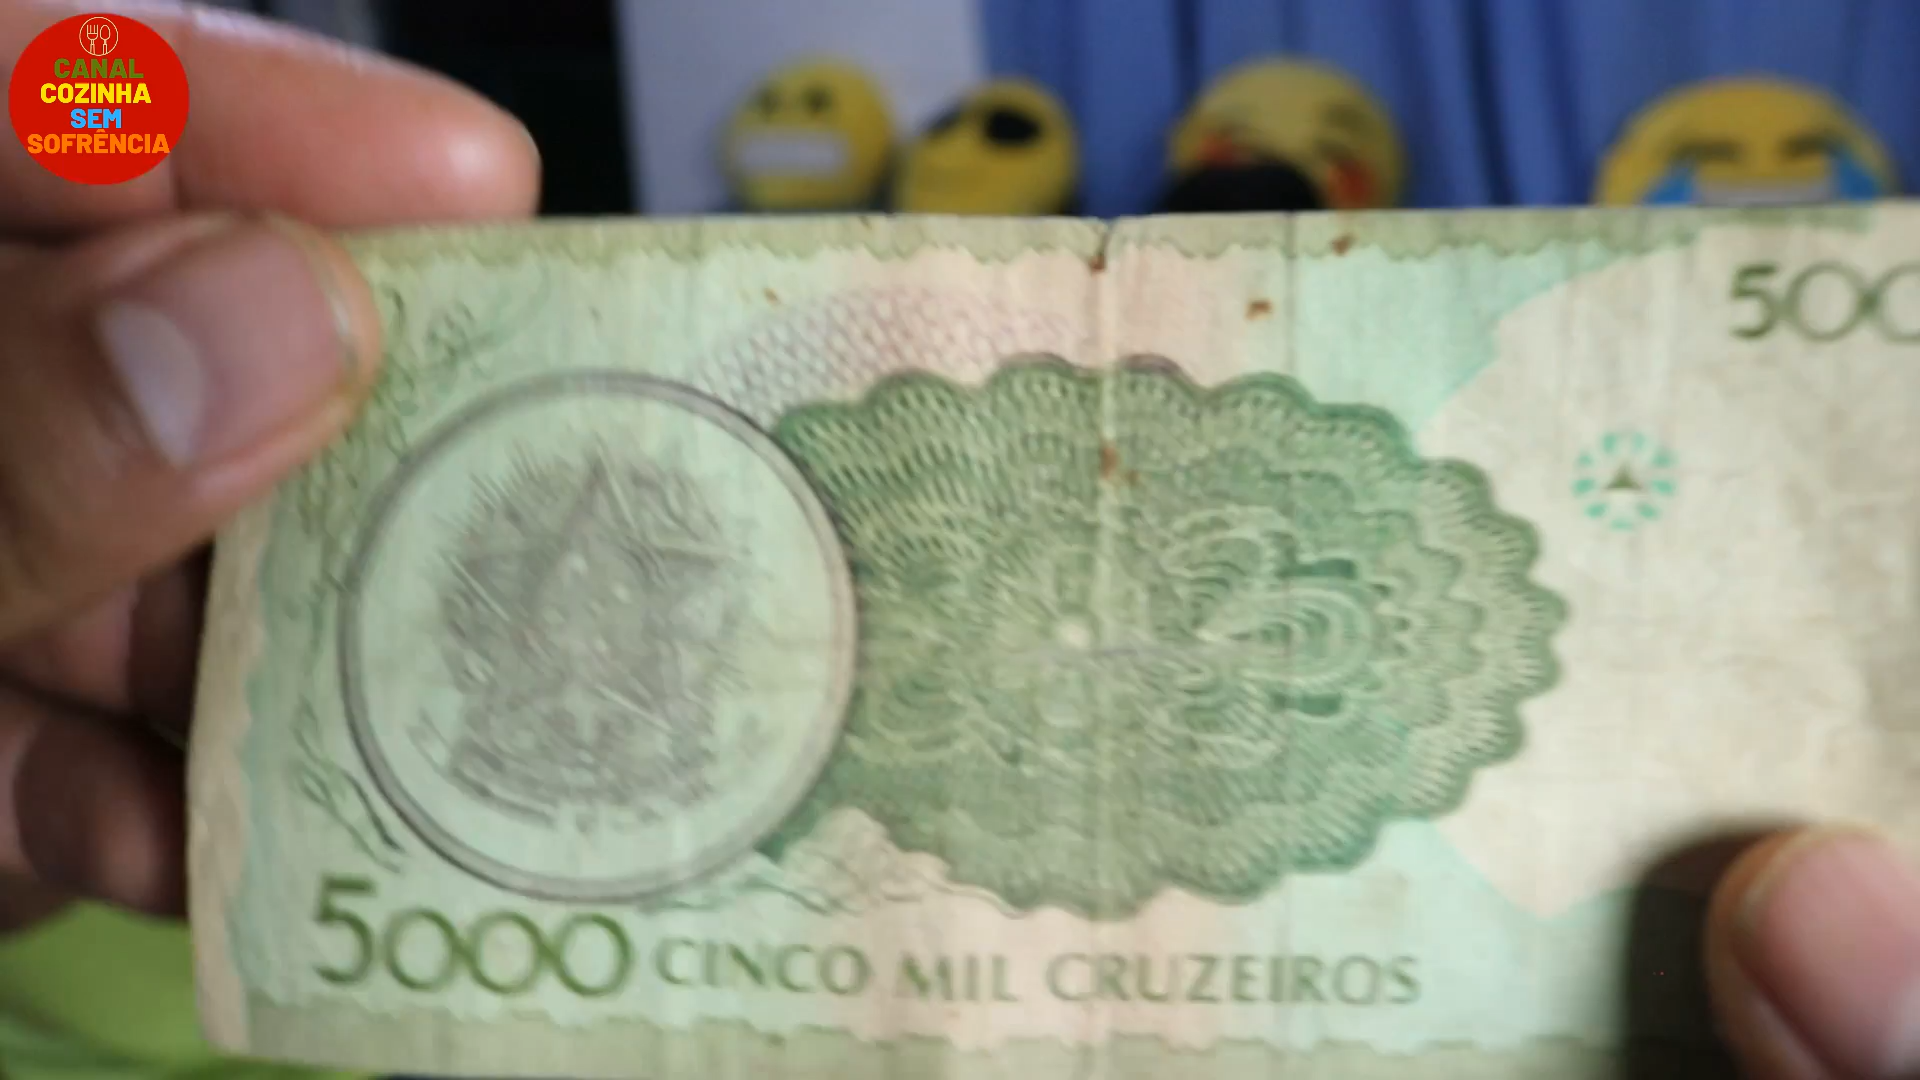 CANAL
COZINHA
SEM
SOFRÊNCIA
500
5000 CINCO MIL CRUZEIROS